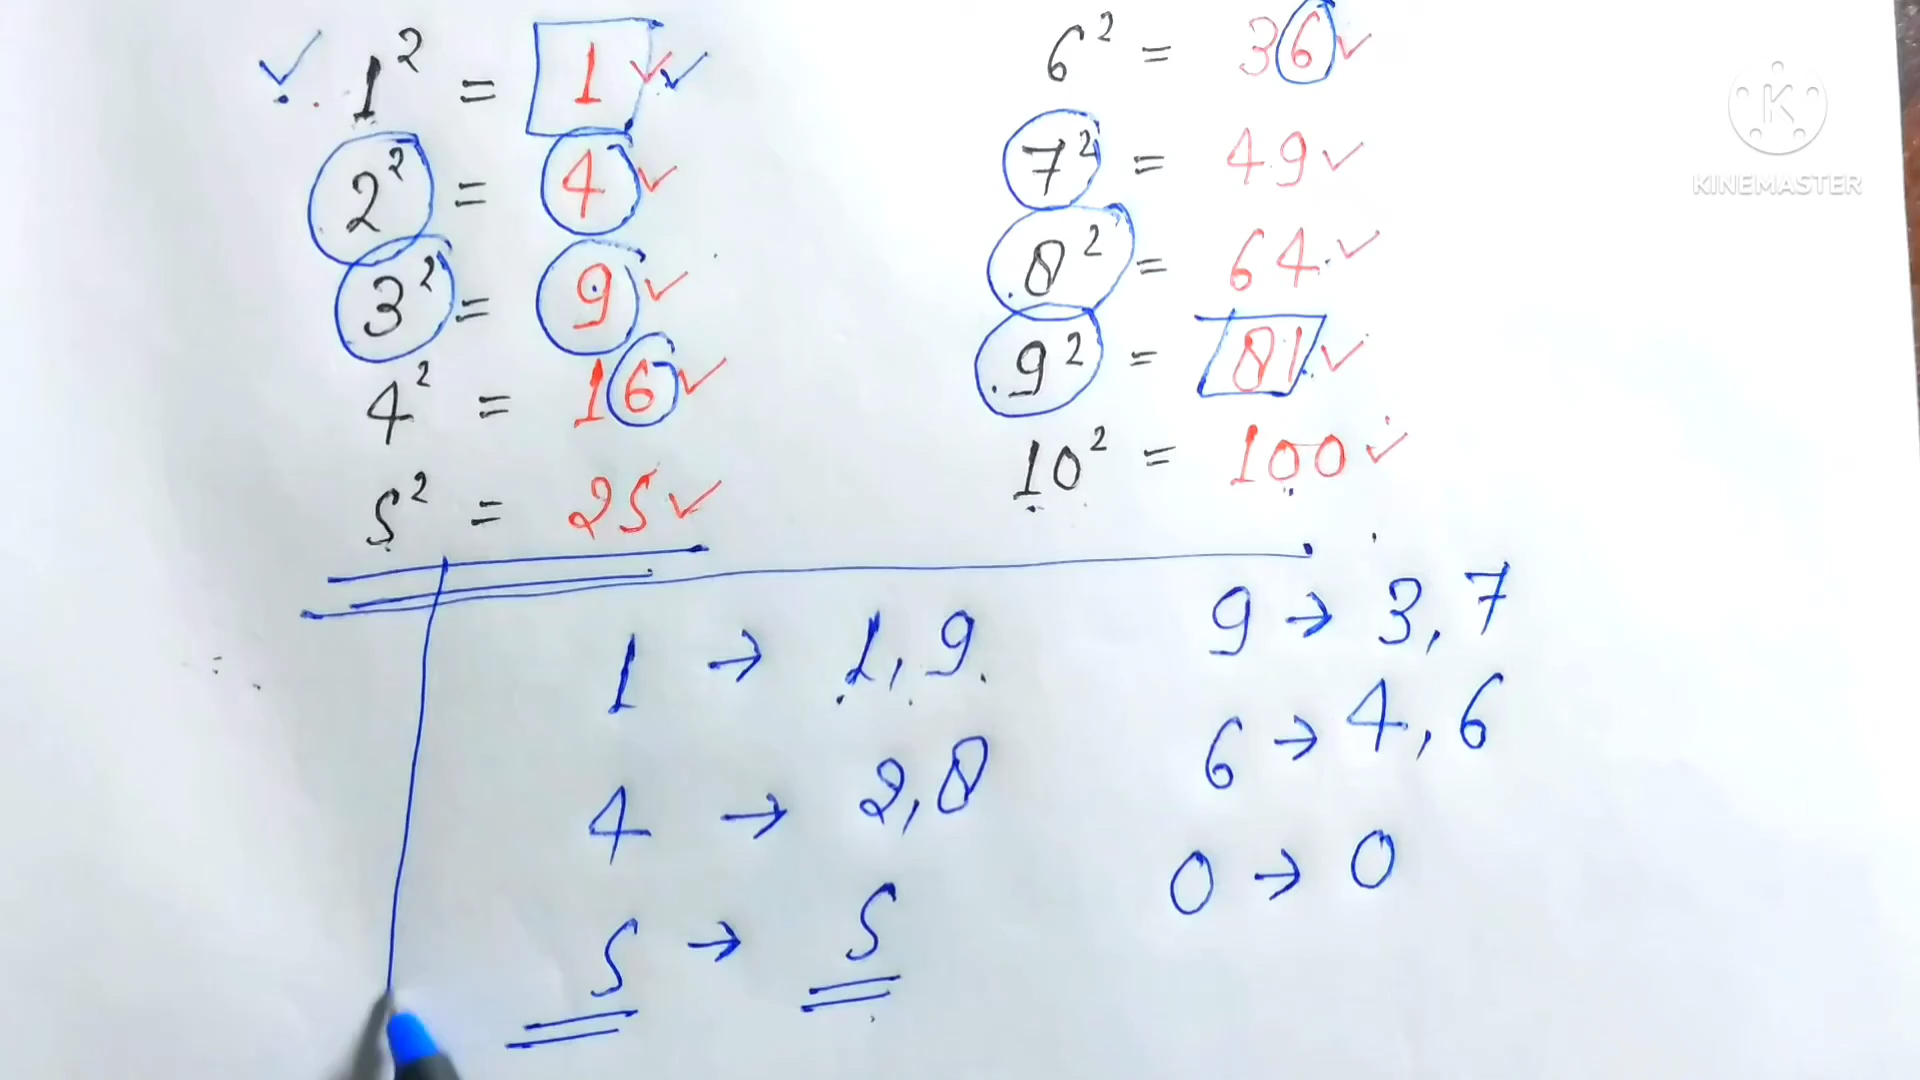 1² = 1
2² = 4
3² = 9
4² = 16
5² = 25
6² = 36
7² = 49
8² = 64
9² = 81
10² = 100
1 → 1, 9
4 → 2, 8
5 → 5
9 → 3, 7
6 → 4, 6
0 → 0
K
KINEMASTER